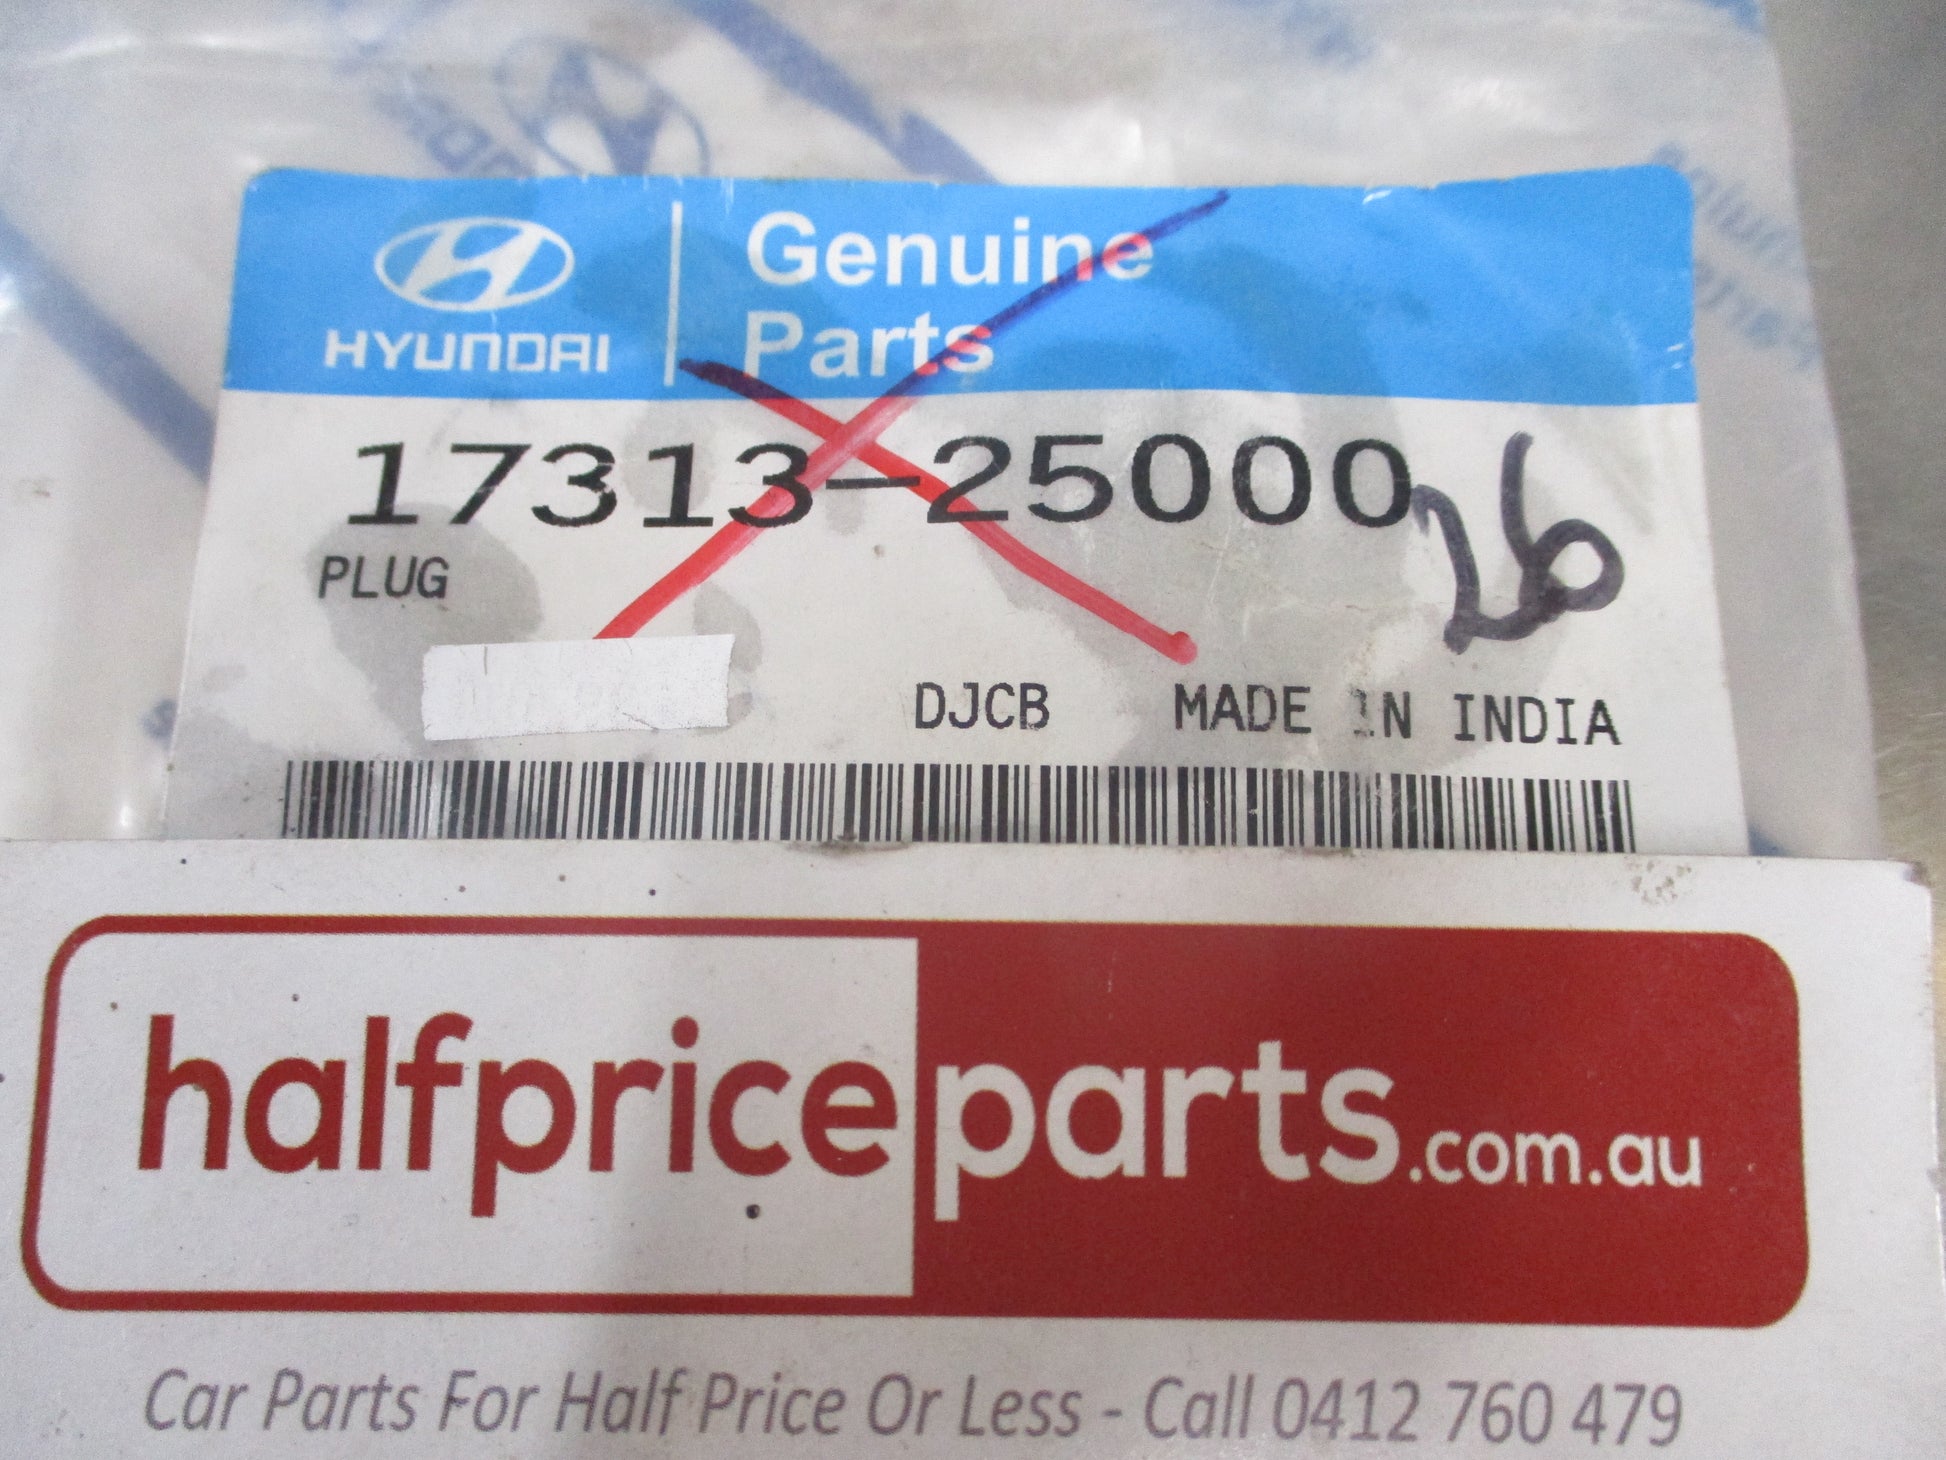 HYUNDAI
Genuine
Parts
17313-25000
26
PLUG
DJCB MADE IN INDIA
halfpriceparts.com.au
Car Parts For Half Price Or Less - Call 0412 760 479